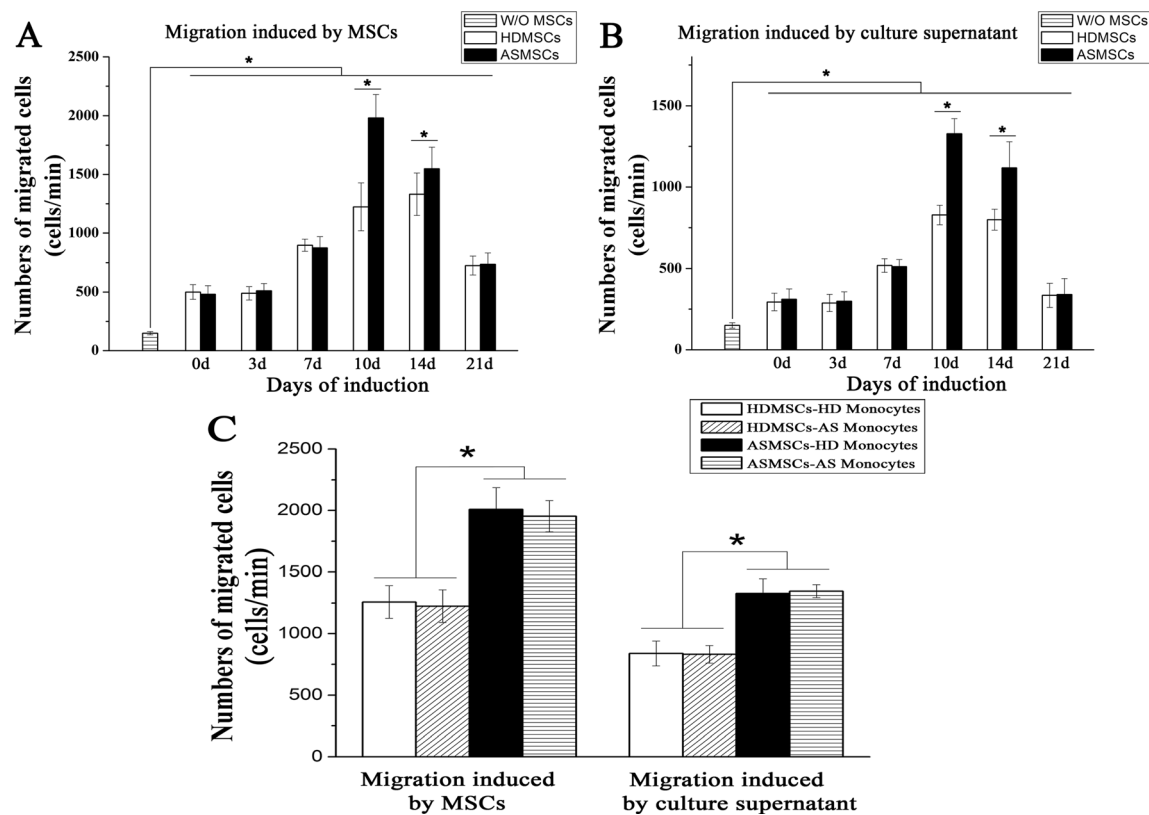 A
Migration induced by MSCs
W/O MSCs
HDMSCs
ASMSCs
Numbers of migrated cells
(cells/min)
2500
2000
1500
1000
500
0
*
*
*
0d 3d 7d 10d 14d 21d
Days of induction
B
Migration induced by culture supernatant
W/O MSCs
HDMSCs
ASMSCs
Numbers of migrated cells
(cells/min)
1500
1000
500
0
*
*
*
0d 3d 7d 10d 14d 21d
Days of induction
C
HDMSCs-HD Monocytes
HDMSCs-AS Monocytes
ASMSCs-HD Monocytes
ASMSCs-AS Monocytes
Numbers of migrated cells
(cells/min)
2500
2000
1500
1000
500
0
*
*
Migration induced
by MSCs
Migration induced
by culture supernatant